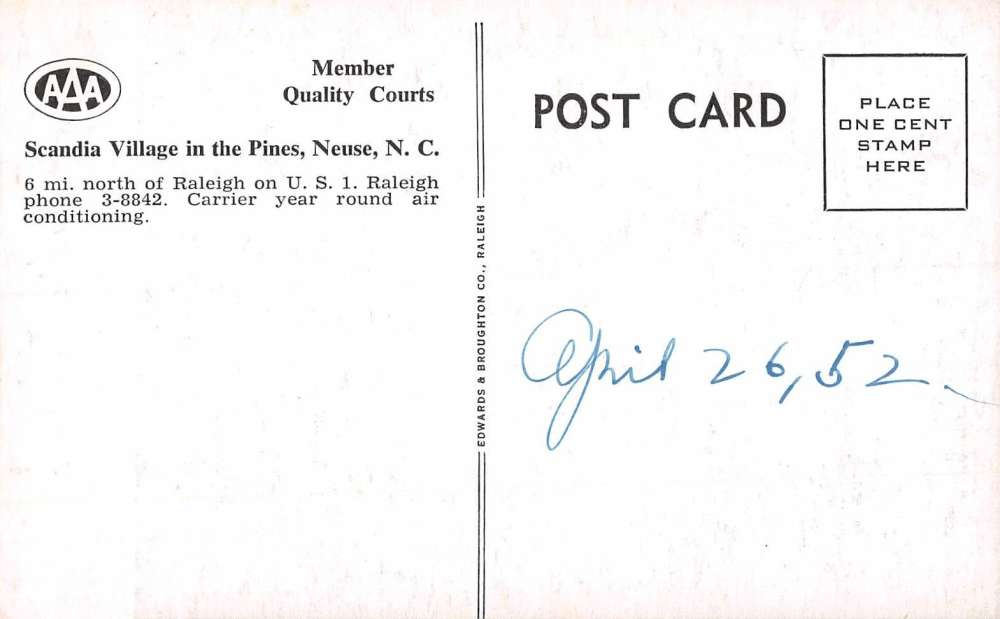 AAA
Member
Quality Courts
Scandia Village in the Pines, Neuse, N. C.
6 mi. north of Raleigh on U. S. 1. Raleigh
phone 3-8842. Carrier year round air
conditioning.
EDWARDS & BROUGHTON CO., RALEIGH
POST CARD
PLACE
ONE CENT
STAMP
HERE
April 26, 52